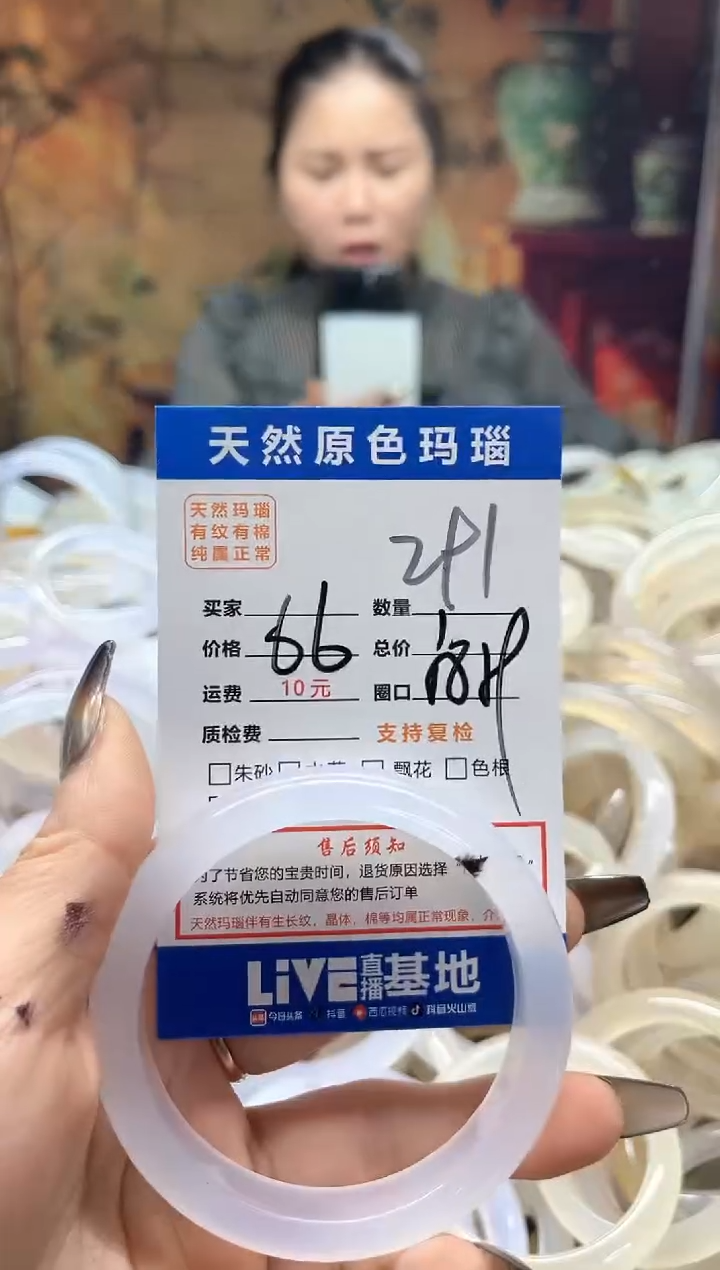 天然原色玛瑙
天然玛瑙
有纹有棉
纯属正常
买家 数量
价格 66 总价
运费 10元 圈口
质检费 支持复检
朱砂 飘花 色根
售后须知
了节省您的宝贵时间，退货原因选择“
系统将优先自动同意您的售后订单
天然玛瑙伴有生长纹，晶体，棉等均属正常现象，介
LiVE直播基地
今日头条 抖音 西瓜视频 抖音火山版